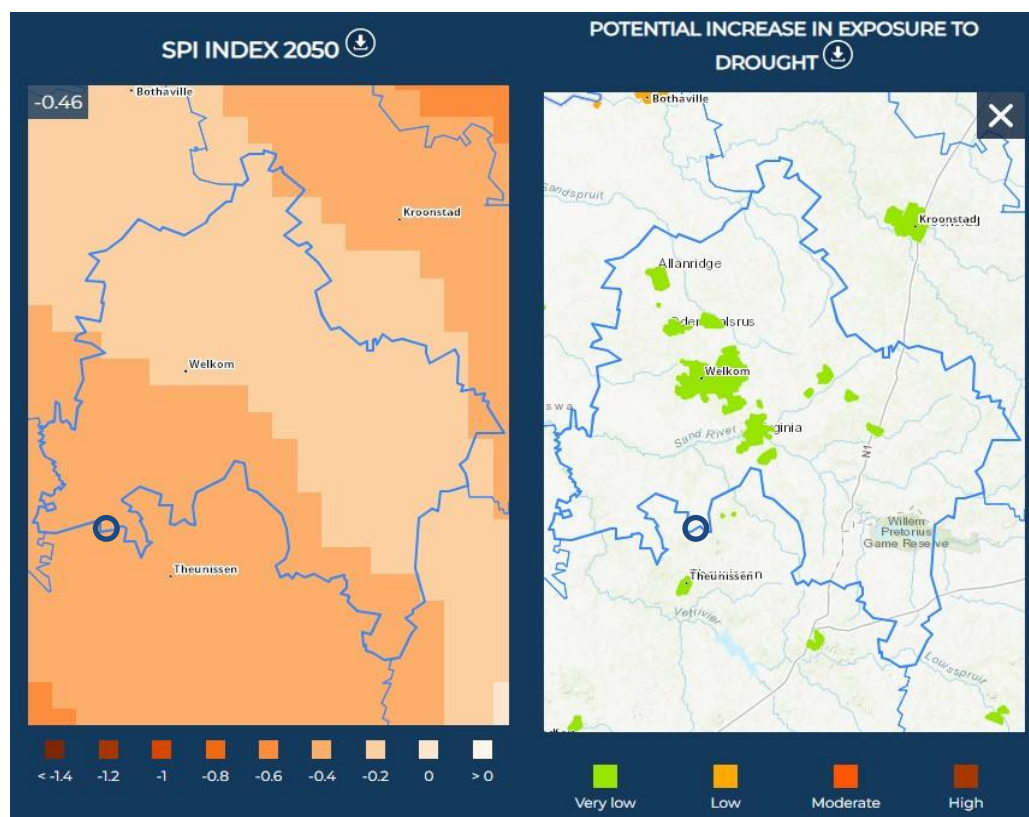 SPI INDEX 2050
-0.46
Bothaville
Kroonstad
Welkom
Theunissen
< -1.4
-1.2
-1
-0.8
-0.6
-0.4
-0.2
0
> 0
POTENTIAL INCREASE IN EXPOSURE TO
DROUGHT
Bothaville
Sandspruit
Kroonstad
Allanridge
Welkom
Sand River
N1
Willem
Pretorius
Game Reserve
Theunissen
Vetrivier
Very low
Low
Moderate
High